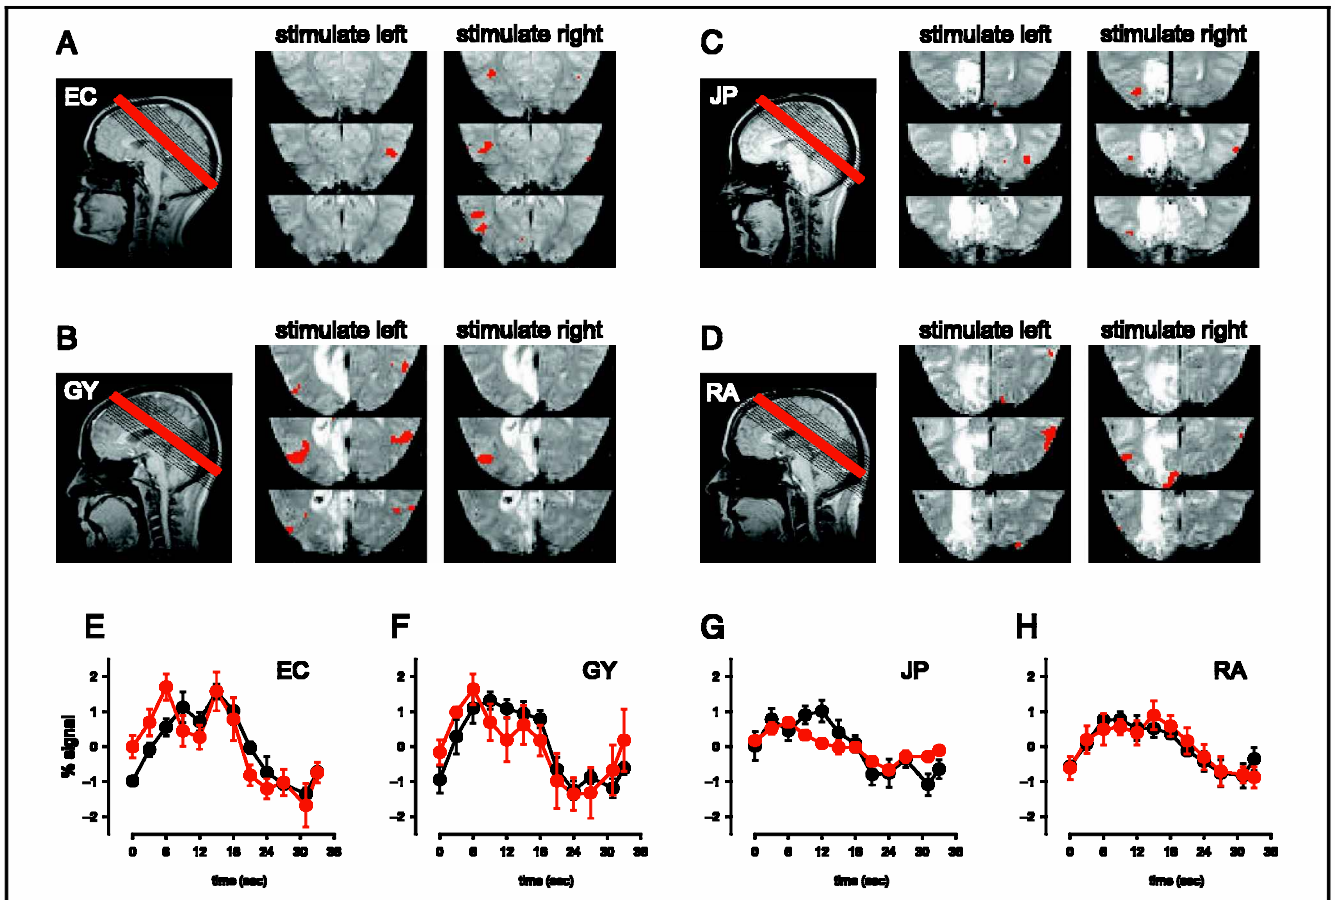 A
stimulate left
stimulate right
EC
C
stimulate left
stimulate right
JP
B
stimulate left
stimulate right
GY
D
stimulate left
stimulate right
RA
E
EC
% signal
2
1
0
−1
−2
0
6
12
18
24
30
36
time (sec)
F
GY
2
1
0
−1
−2
0
6
12
18
24
30
36
time (sec)
G
JP
2
1
0
−1
−2
0
6
12
18
24
30
36
time (sec)
H
RA
2
1
0
−1
−2
0
6
12
18
24
30
36
time (sec)